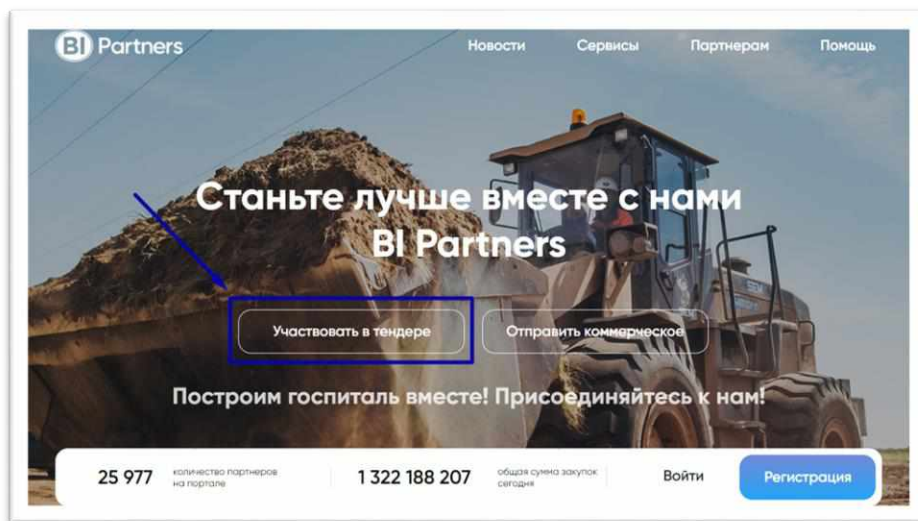 BI Partners
Новости Сервисы Партнерам Помощь
Станьте лучше вместе с нами
BI Partners
Участвовать в тендере Отправить коммерческое
Построим госпиталь вместе! Присоединяйтесь к нам!
25 977 количество партнеров
на портале
1 322 188 207 общая сумма закупок
сегодня
Войти Регистрация
SEM